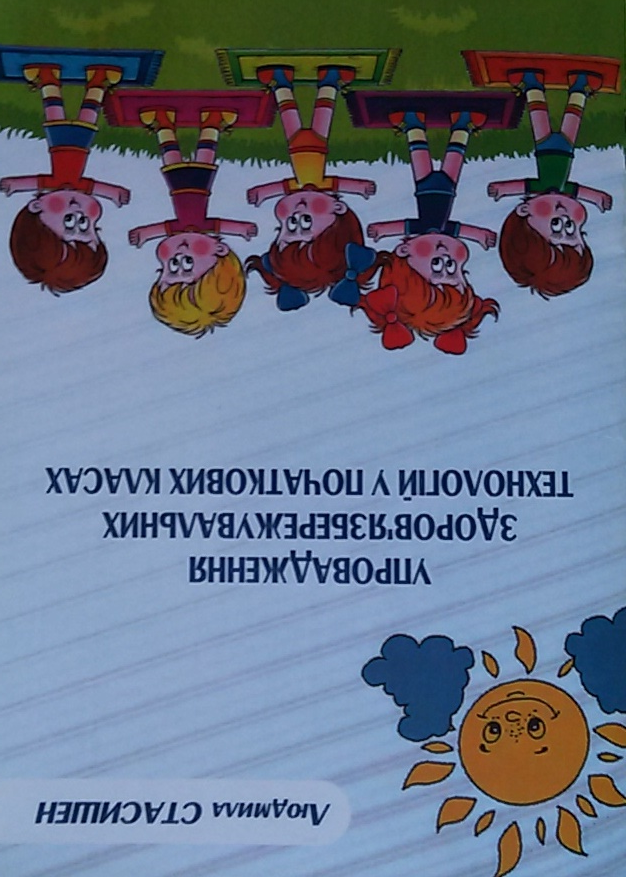 Людмила СТАСИШЕН
УПРОВАДЖЕННЯ
ЗДОРОВ'ЯЗБЕРЕЖУВАЛЬНИХ
ТЕХНОЛОГІЙ У ПОЧАТКОВИХ КЛАСАХ